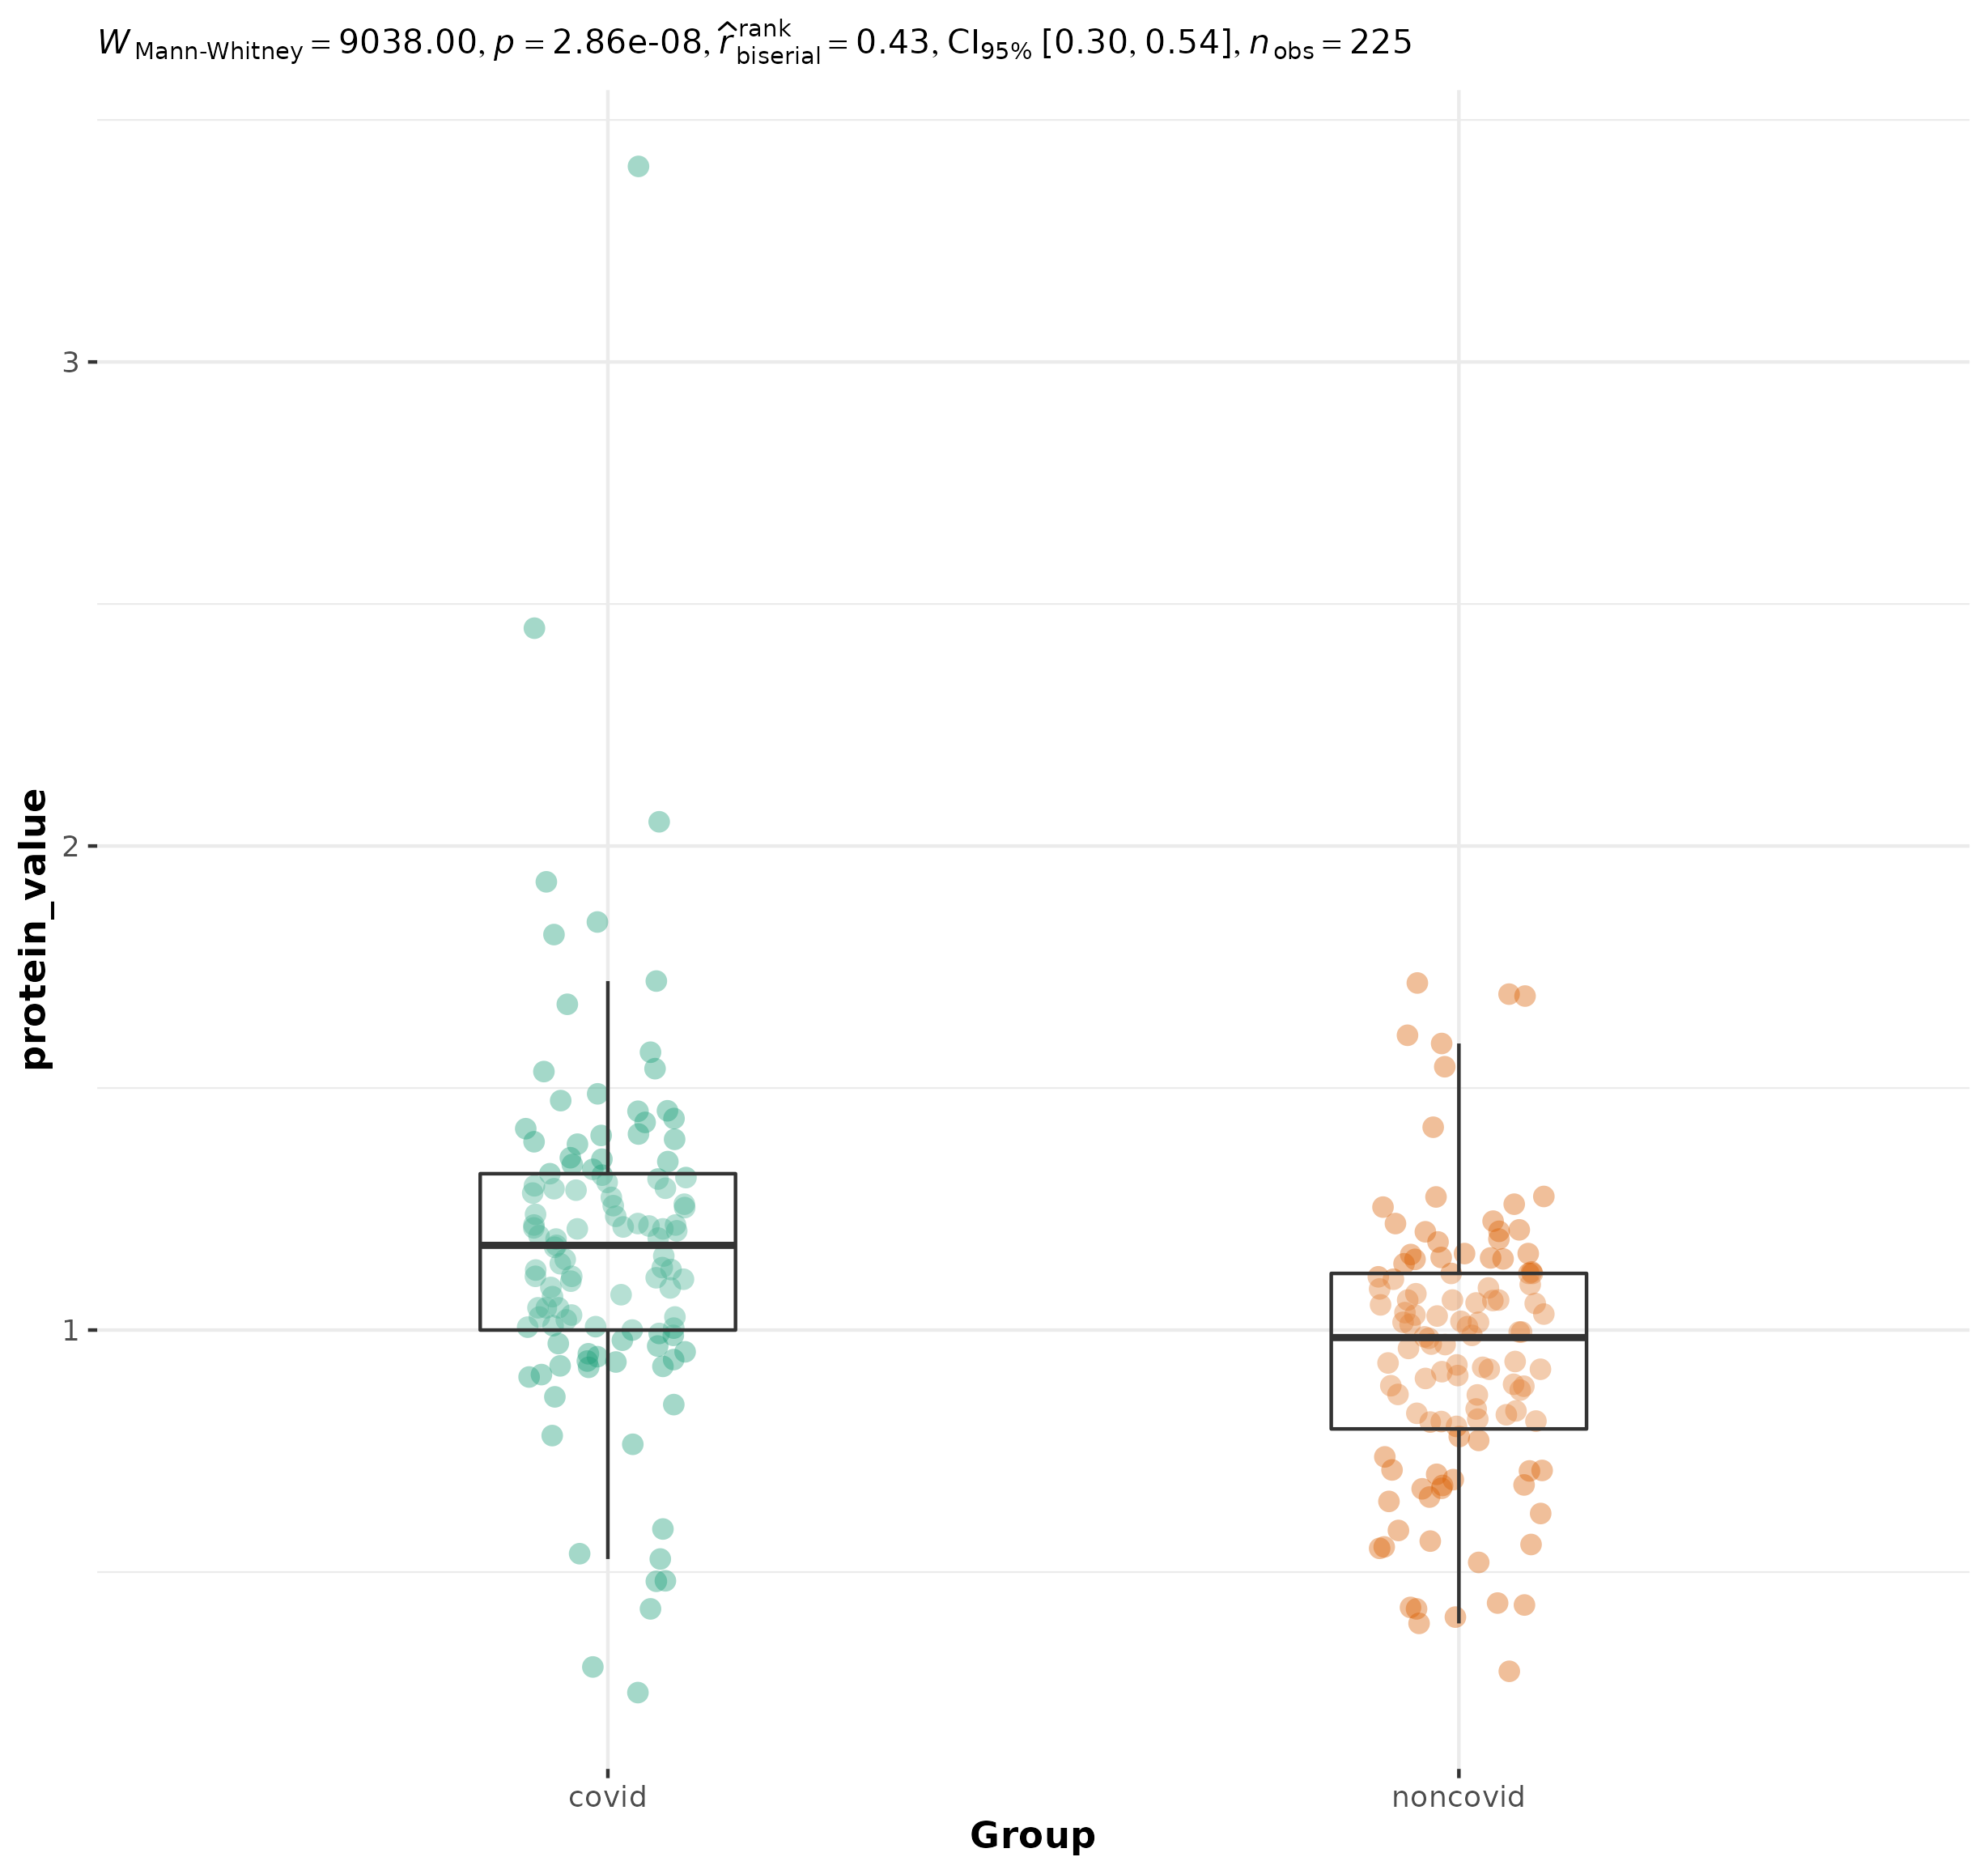 W Mann-Whitney = 9038.00, p = 2.86e-08, r̂ rank biserial = 0.43, CI95% [0.30, 0.54], nobs = 225
3
2
1
protein_value
covid noncovid
Group